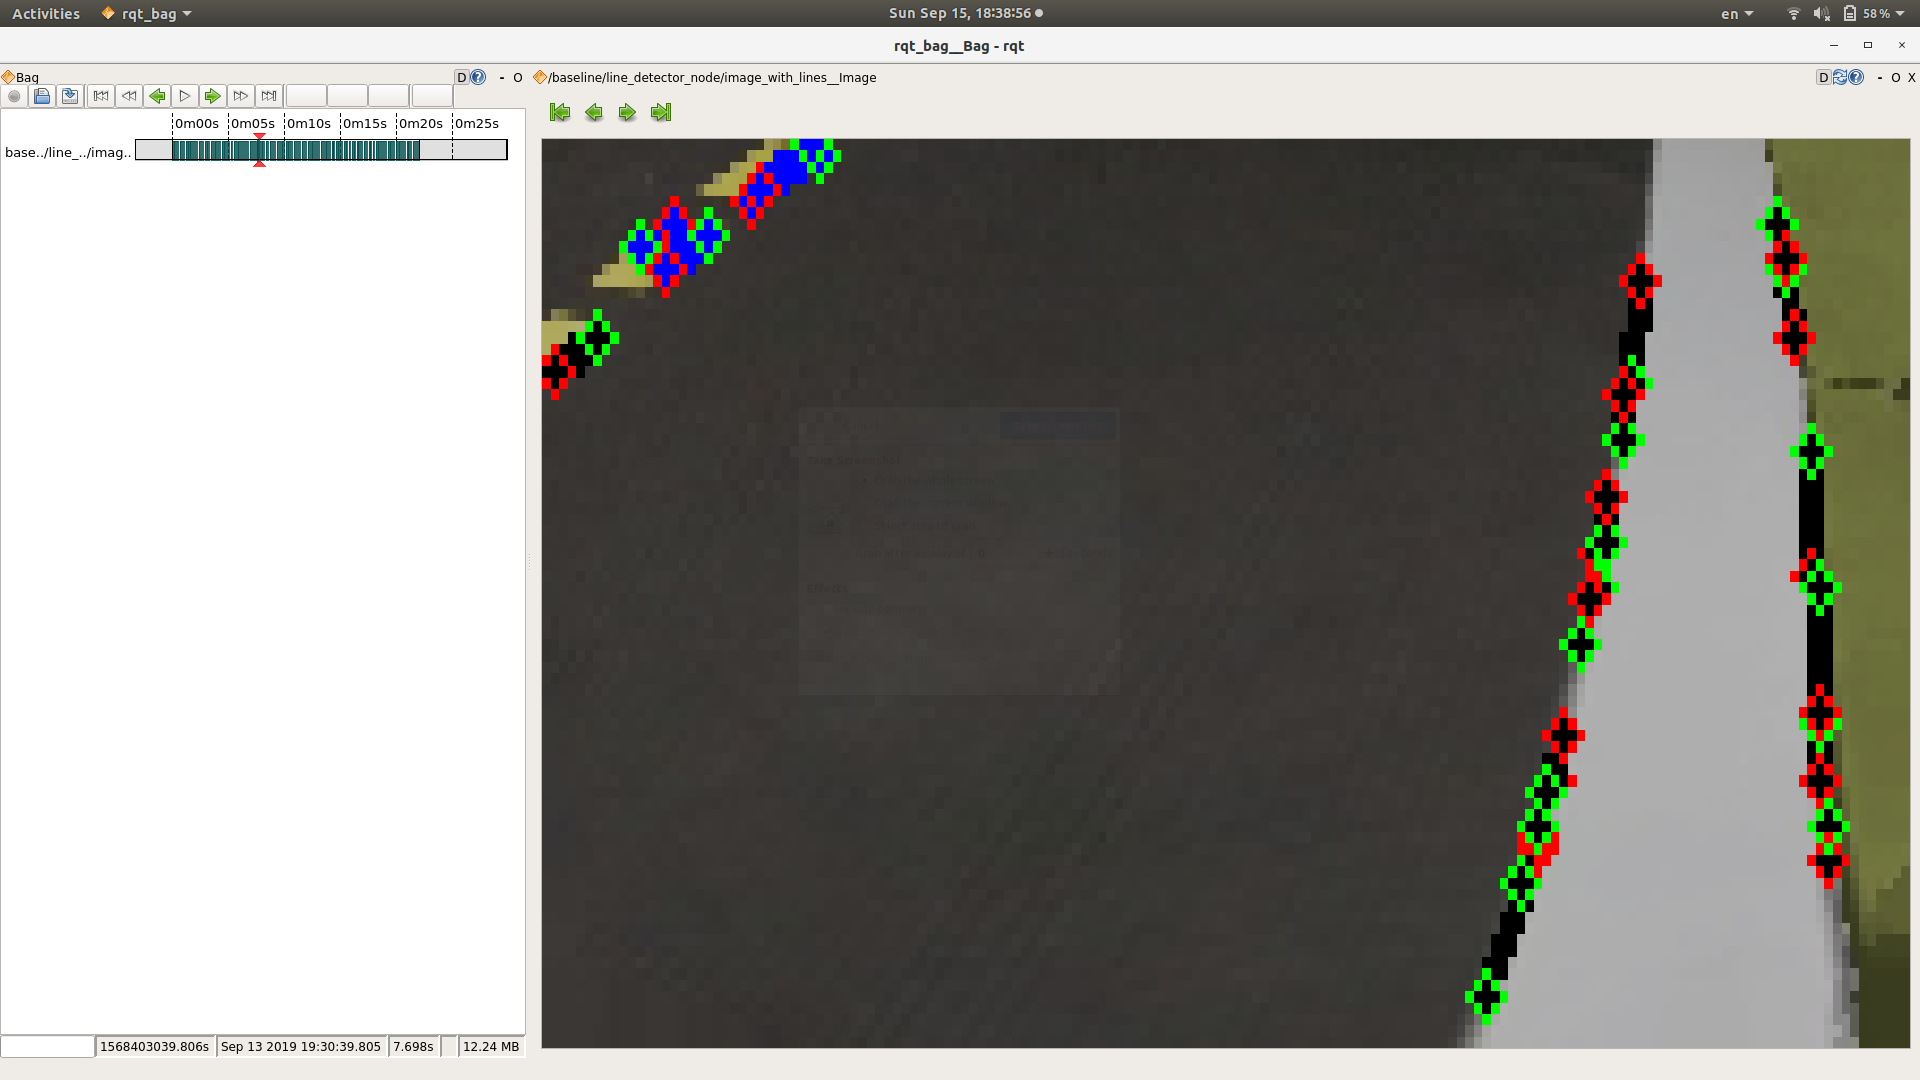 Activities rqt_bag Sun Sep 15, 18:38:56 en 58 %
rqt_bag__Bag - rqt
Bag D - O /baseline/line_detector_node/image_with_lines__Image D - O X
0m00s 0m05s 0m10s 0m15s 0m20s 0m25s
base../line_../imag..
1568403039.806s Sep 13 2019 19:30:39.805 7.698s 12.24 MB